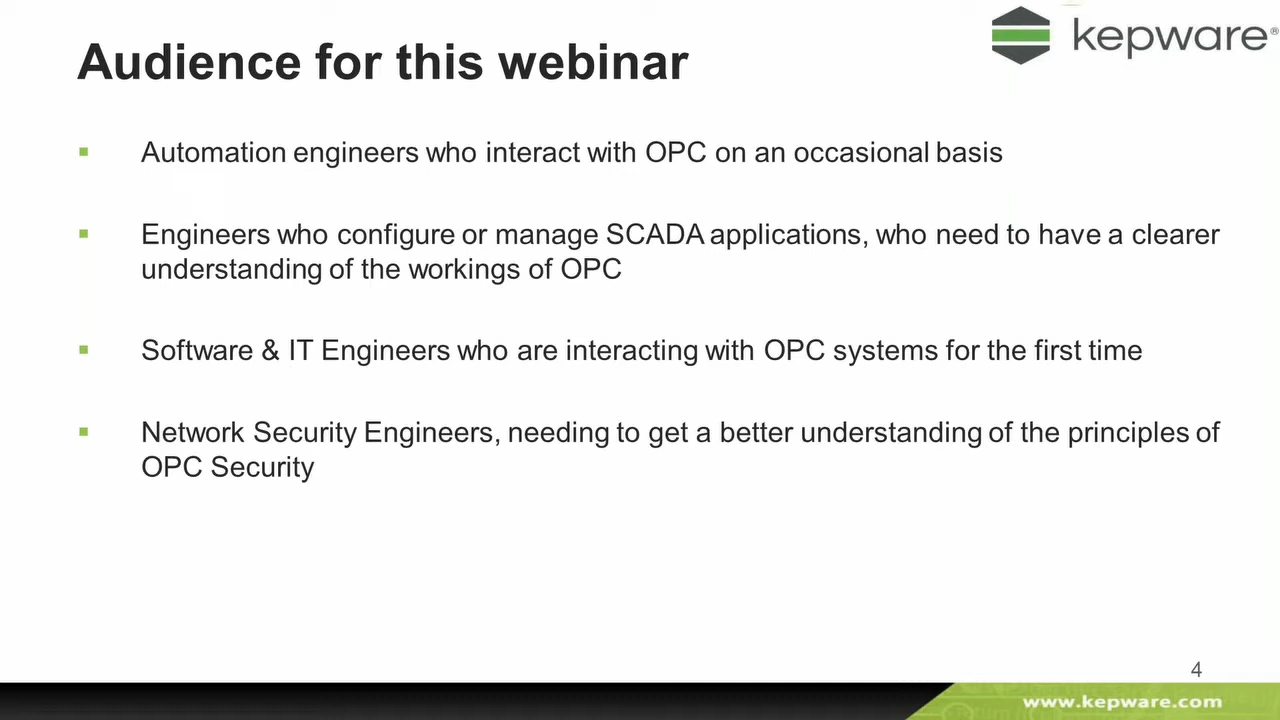 kepware®
Audience for this webinar
▪ Automation engineers who interact with OPC on an occasional basis
▪ Engineers who configure or manage SCADA applications, who need to have a clearer
understanding of the workings of OPC
▪ Software & IT Engineers who are interacting with OPC systems for the first time
▪ Network Security Engineers, needing to get a better understanding of the principles of
OPC Security
4
www.kepware.com